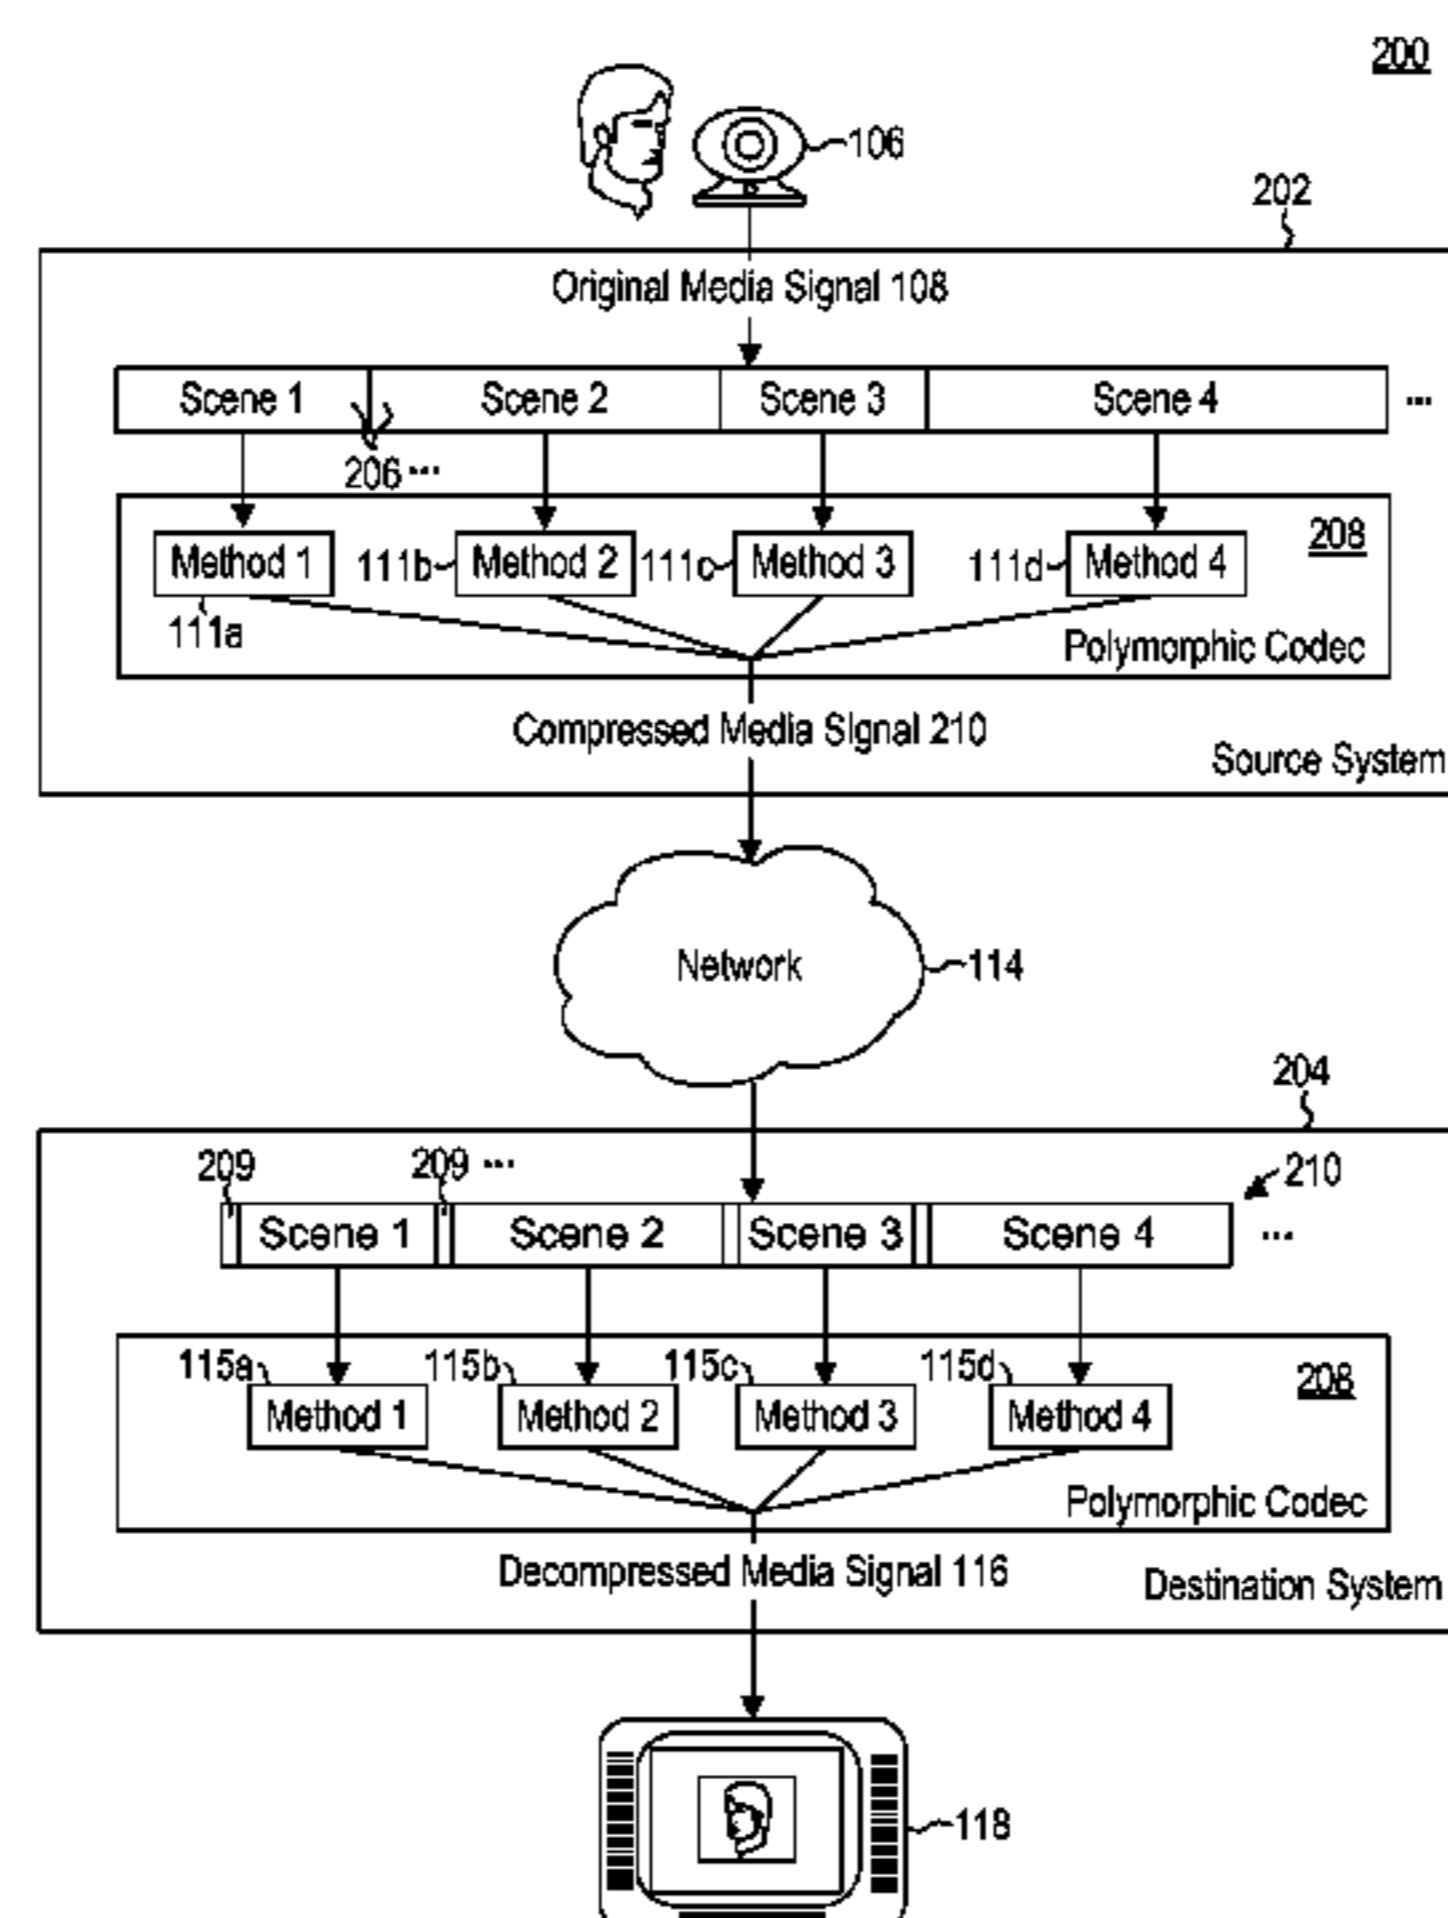 200
106
202
Original Media Signal 108
Scene 1 Scene 2 Scene 3 Scene 4 ...
206 ...
208
Method 1 111b Method 2 111c Method 3 111d Method 4
111a
Polymorphic Codec
Compressed Media Signal 210
Source System
Network 114
204
209 209 ... 210
Scene 1 Scene 2 Scene 3 Scene 4 ...
115a 115b 115c 115d 208
Method 1 Method 2 Method 3 Method 4
Polymorphic Codec
Decompressed Media Signal 116
Destination System
118